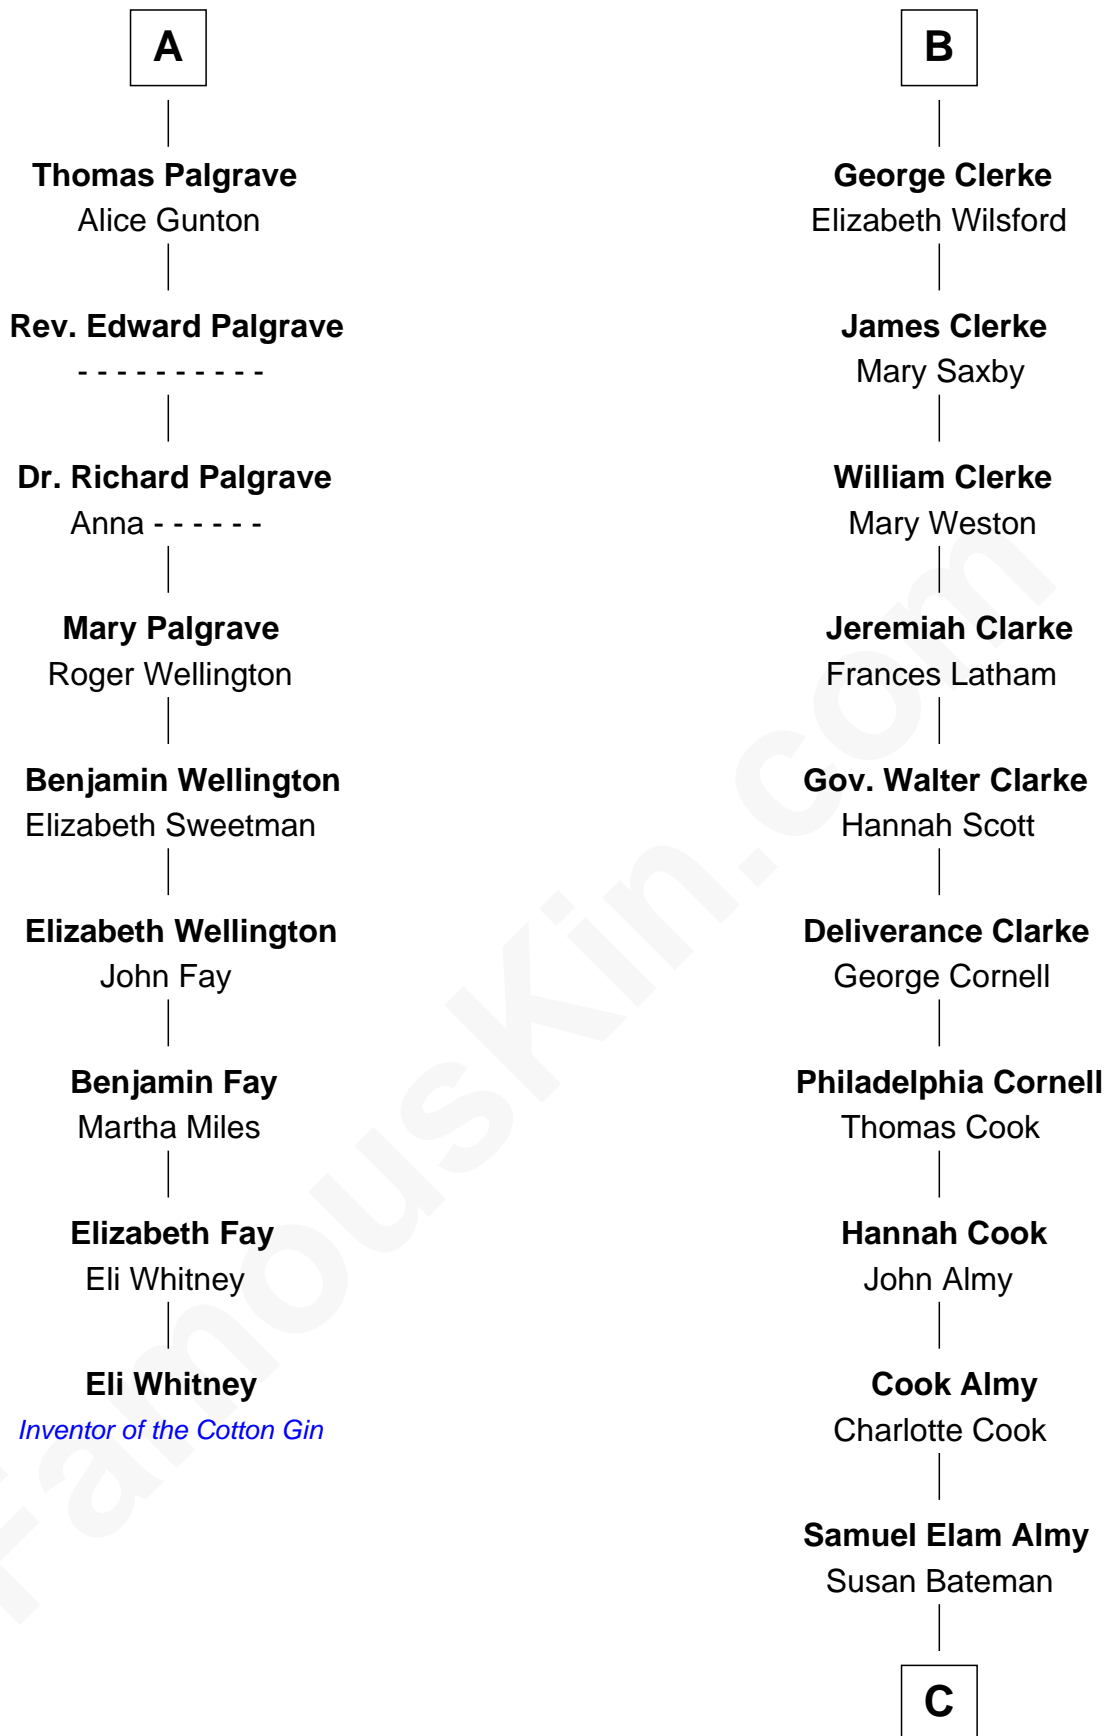 A
Thomas Palgrave
Alice Gunton
Rev. Edward Palgrave
- - - - - - - - - -
Dr. Richard Palgrave
Anna - - - - - -
Mary Palgrave
Roger Wellington
Benjamin Wellington
Elizabeth Sweetman
Elizabeth Wellington
John Fay
Benjamin Fay
Martha Miles
Elizabeth Fay
Eli Whitney
Eli Whitney
Inventor of the Cotton Gin
B
George Clerke
Elizabeth Wilsford
James Clerke
Mary Saxby
William Clerke
Mary Weston
Jeremiah Clarke
Frances Latham
Gov. Walter Clarke
Hannah Scott
Deliverance Clarke
George Cornell
Philadelphia Cornell
Thomas Cook
Hannah Cook
John Almy
Cook Almy
Charlotte Cook
Samuel Elam Almy
Susan Bateman
C
FamousKin.com